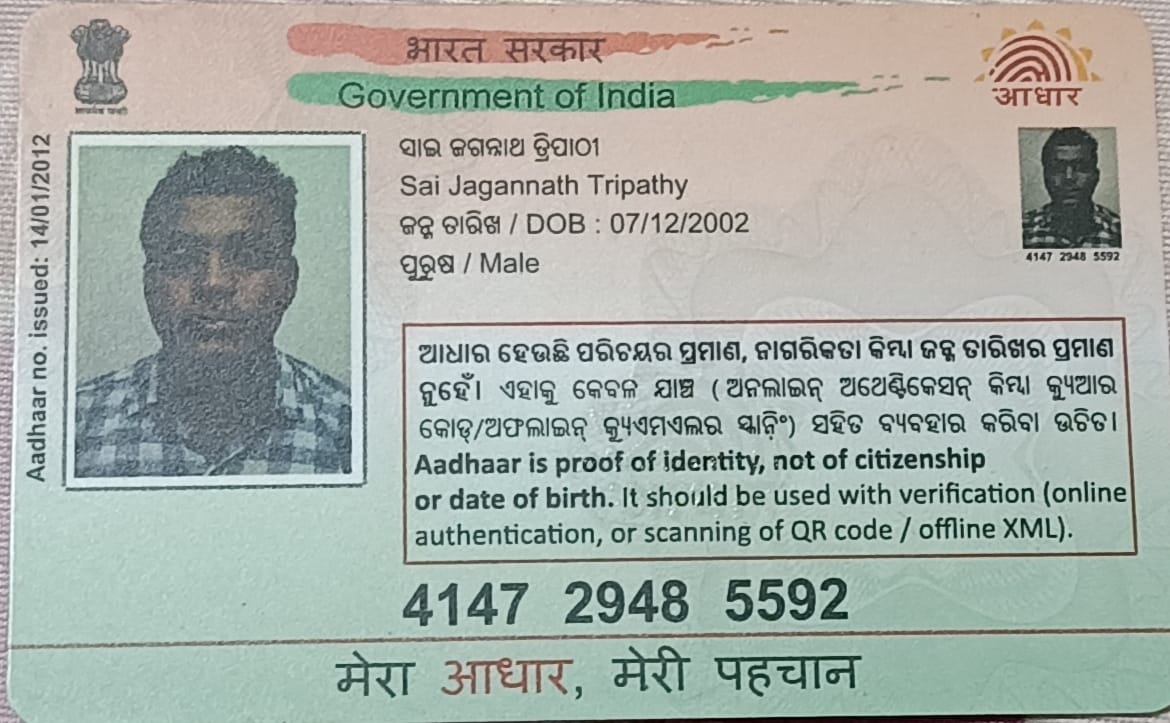 भारत सरकार
Government of India
आधार
ସାଇ ଜଗନ୍ନାଥ ତ୍ରିପାଠୀ
Sai Jagannath Tripathy
ଜନ୍ମ ତାରିଖ / DOB : 07/12/2002
ପୁରୁଷ / Male
4147 2948 5592
Aadhaar no. issued: 14/01/2012
ଆଧାର ହେଉଛି ପରିଚୟର ପ୍ରମାଣ, ନାଗରିକତା କିମ୍ବା ଜନ୍ମ ତାରିଖର ପ୍ରମାଣ
ନୁହେଁ। ଏହାକୁ କେବଳ ଯାଞ୍ଚ ( ଅନଲାଇନ୍ ଅଥେଣ୍ଟିକେସନ୍ କିମ୍ବା କ୍ୟୁଆର
କୋଡ୍/ଅଫଲାଇନ୍ କ୍ୟୁଏମଏଲର ସ୍କାନିଂ) ସହିତ ବ୍ୟବହାର କରିବା ଉଚିତ।
Aadhaar is proof of identity, not of citizenship
or date of birth. It should be used with verification (online
authentication, or scanning of QR code / offline XML).
4147 2948 5592
मेरा आधार, मेरी पहचान